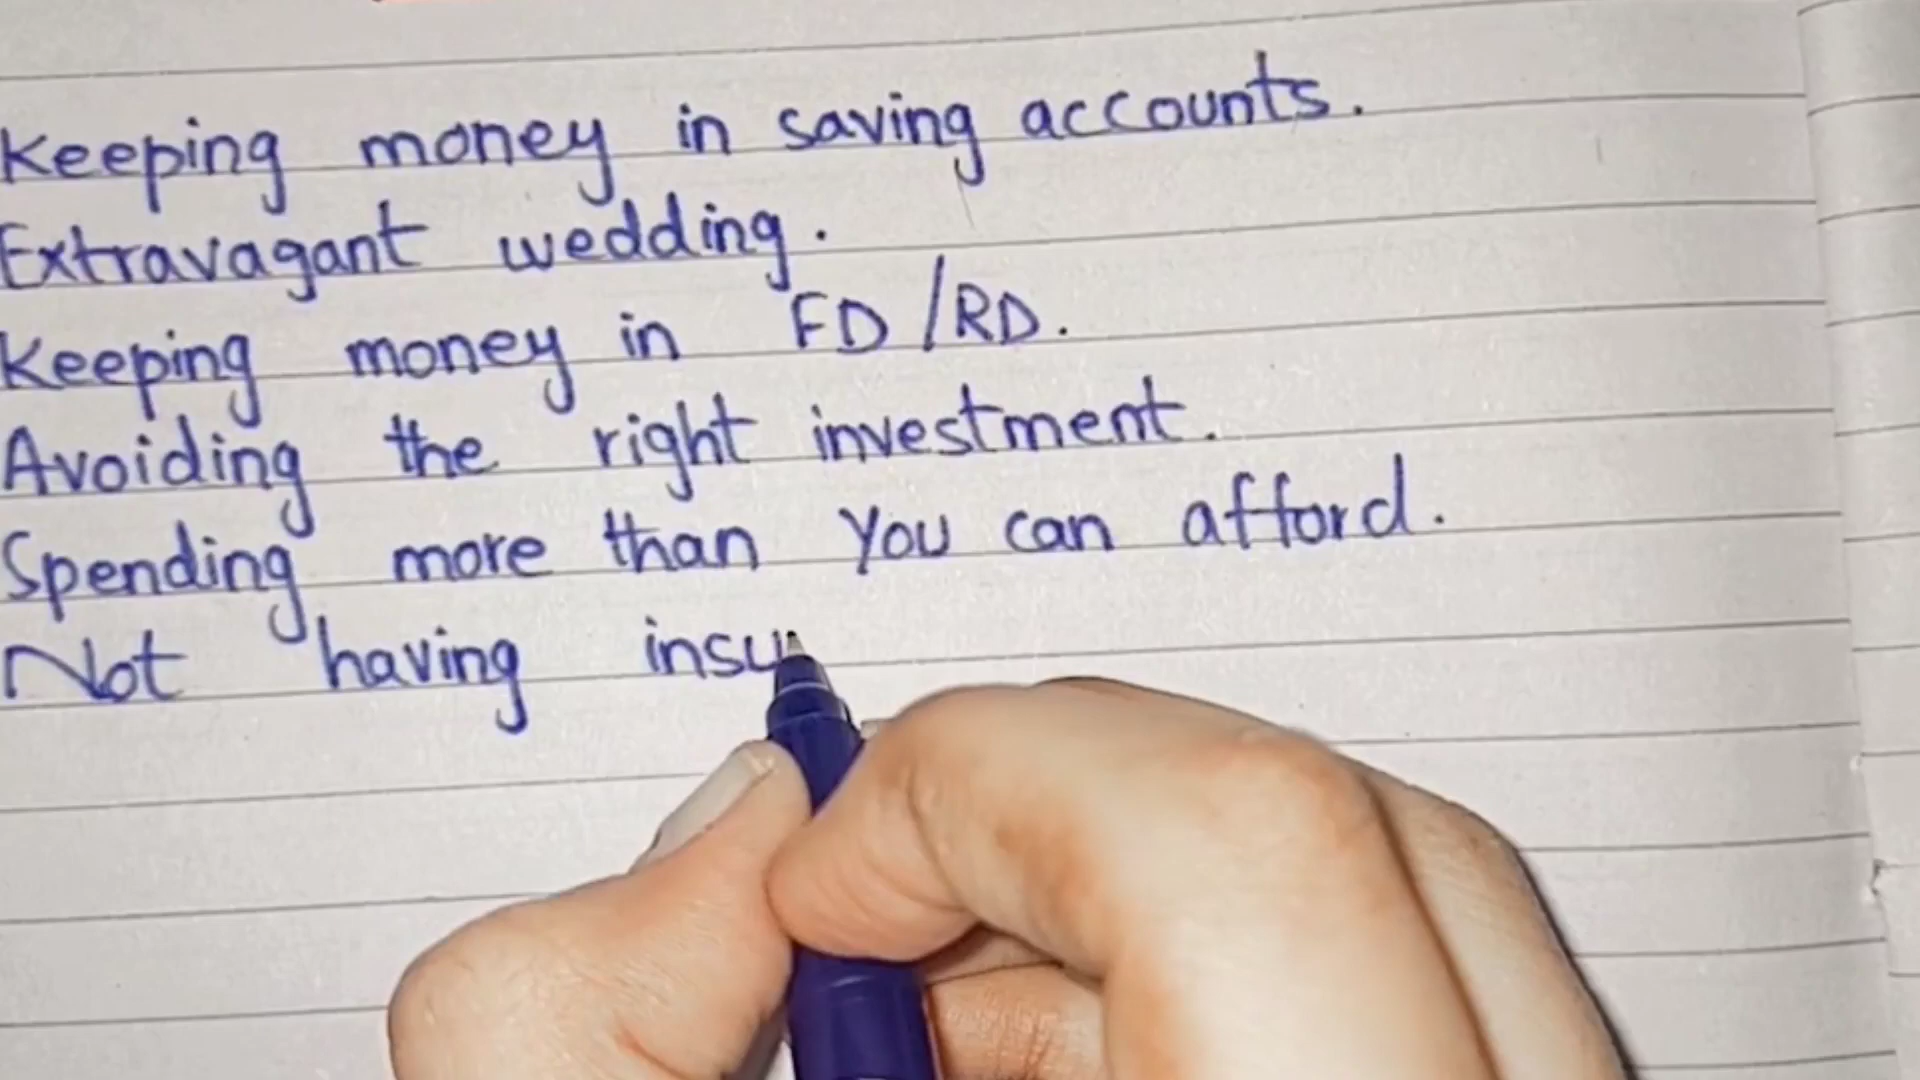 Keeping money in saving accounts.
Extravagant wedding.
Keeping money in FD/RD.
Avoiding the right investment.
Spending more than You can afford.
Not having insu